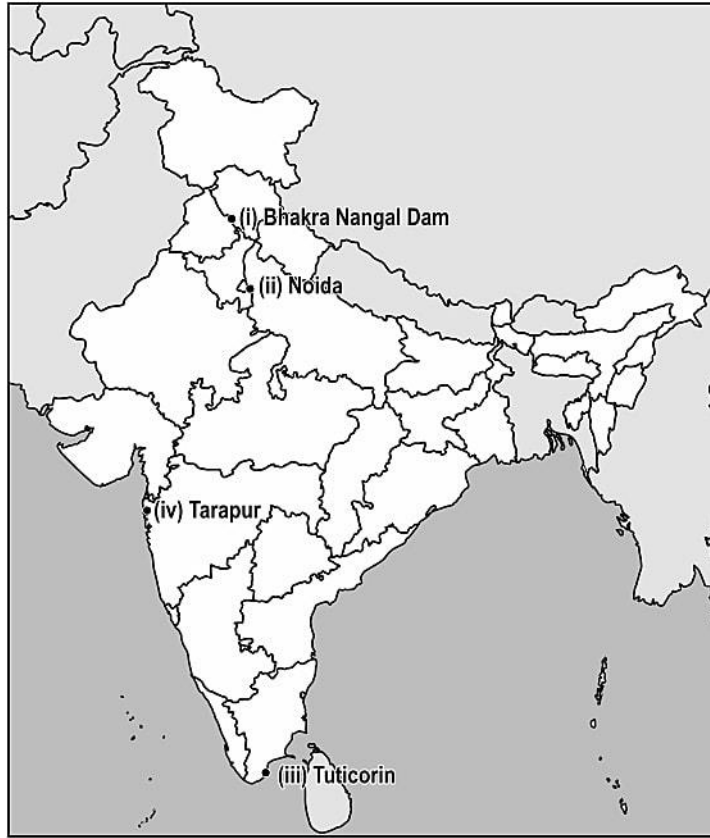 (i) Bhakra Nangal Dam
(ii) Noida
(iv) Tarapur
(iii) Tuticorin